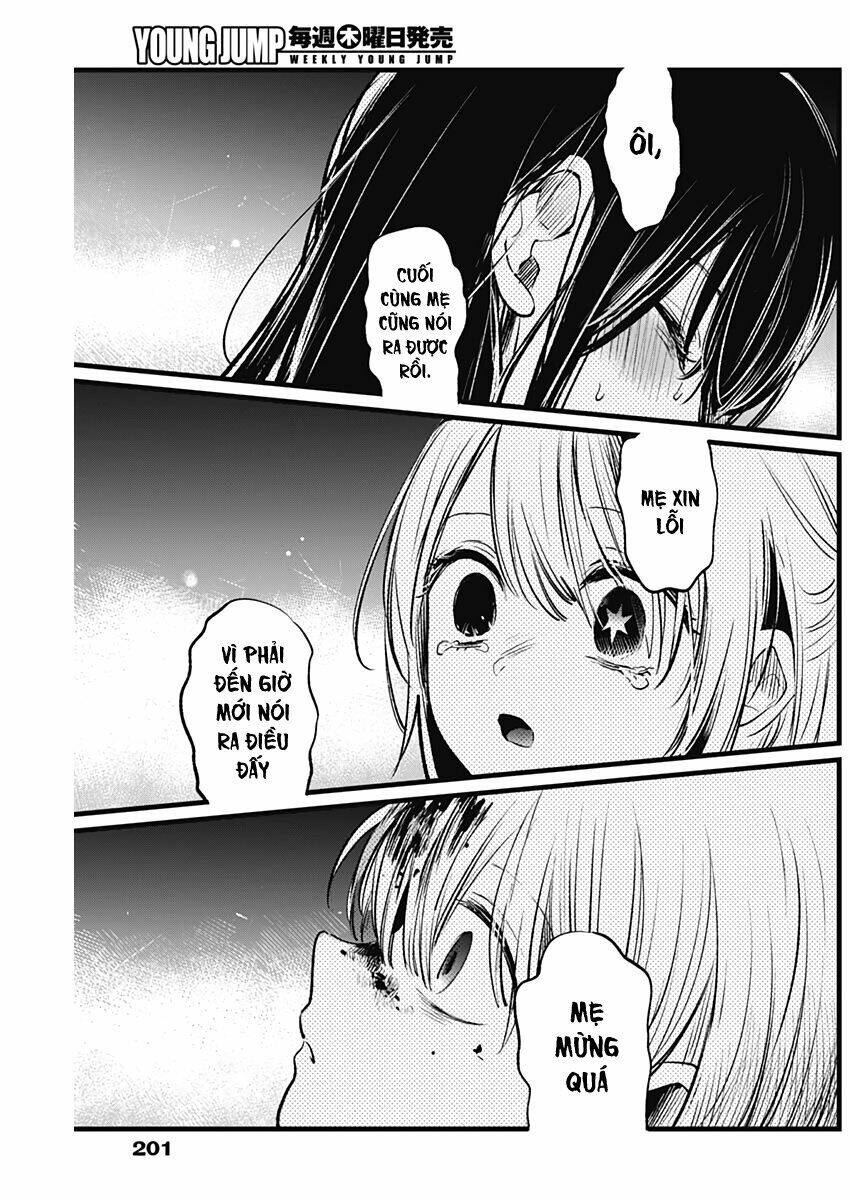 YOUNG JUMP 毎週木曜日発売
WEEKLY YOUNG JUMP
ÔI,
CUỐI
CÙNG MẸ
CŨNG NÓI
RA ĐƯỢC
RỒI.
MẸ XIN
LỖI
VÌ PHẢI
ĐẾN GIỜ
MỚI NÓI
RA ĐIỀU
ĐẤY
MẸ
MỪNG
QUÁ
201